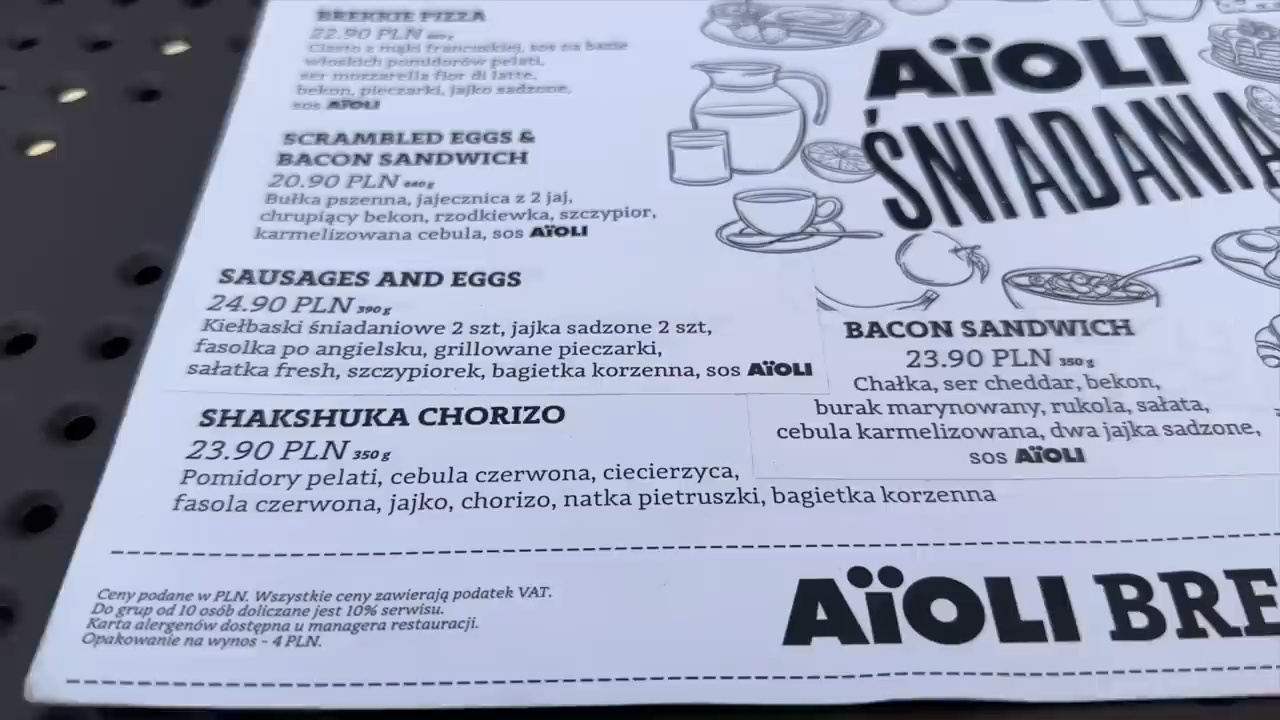 BREKKIE PIZZA
22.90 PLN
Ciasto z mąki francuskiej, sos na bazie
włoskich pomidorów pelati,
ser mozzarella fior di latte,
bekon, pieczarki, jajko sadzone,
sos AÏOLI
SCRAMBLED EGGS &
BACON SANDWICH
20.90 PLN
Bułka pszenna, jajecznica z 2 jaj,
chrupiący bekon, rzodkiewka, szczypior,
karmelizowana cebula, sos AÏOLI
SAUSAGES AND EGGS
24.90 PLN 390 g
Kiełbaski śniadaniowe 2 szt, jajka sadzone 2 szt,
fasolka po angielsku, grillowane pieczarki,
sałatka fresh, szczypiorek, bagietka korzenna, sos AÏOLI
SHAKSHUKA CHORIZO
23.90 PLN 350 g
Pomidory pelati, cebula czerwona, ciecierzyca,
fasola czerwona, jajko, chorizo, natka pietruszki, bagietka korzenna
AÏOLI
ŚNIADANIA
BACON SANDWICH
23.90 PLN 350 g
Chałka, ser cheddar, bekon,
burak marynowany, rukola, sałata,
cebula karmelizowana, dwa jajka sadzone,
sos AÏOLI
Ceny podane w PLN. Wszystkie ceny zawierają podatek VAT.
Do grup od 10 osób doliczane jest 10% serwisu.
Karta alergenów dostępna u managera restauracji.
Opakowanie na wynos - 4 PLN.
AÏOLI BRE